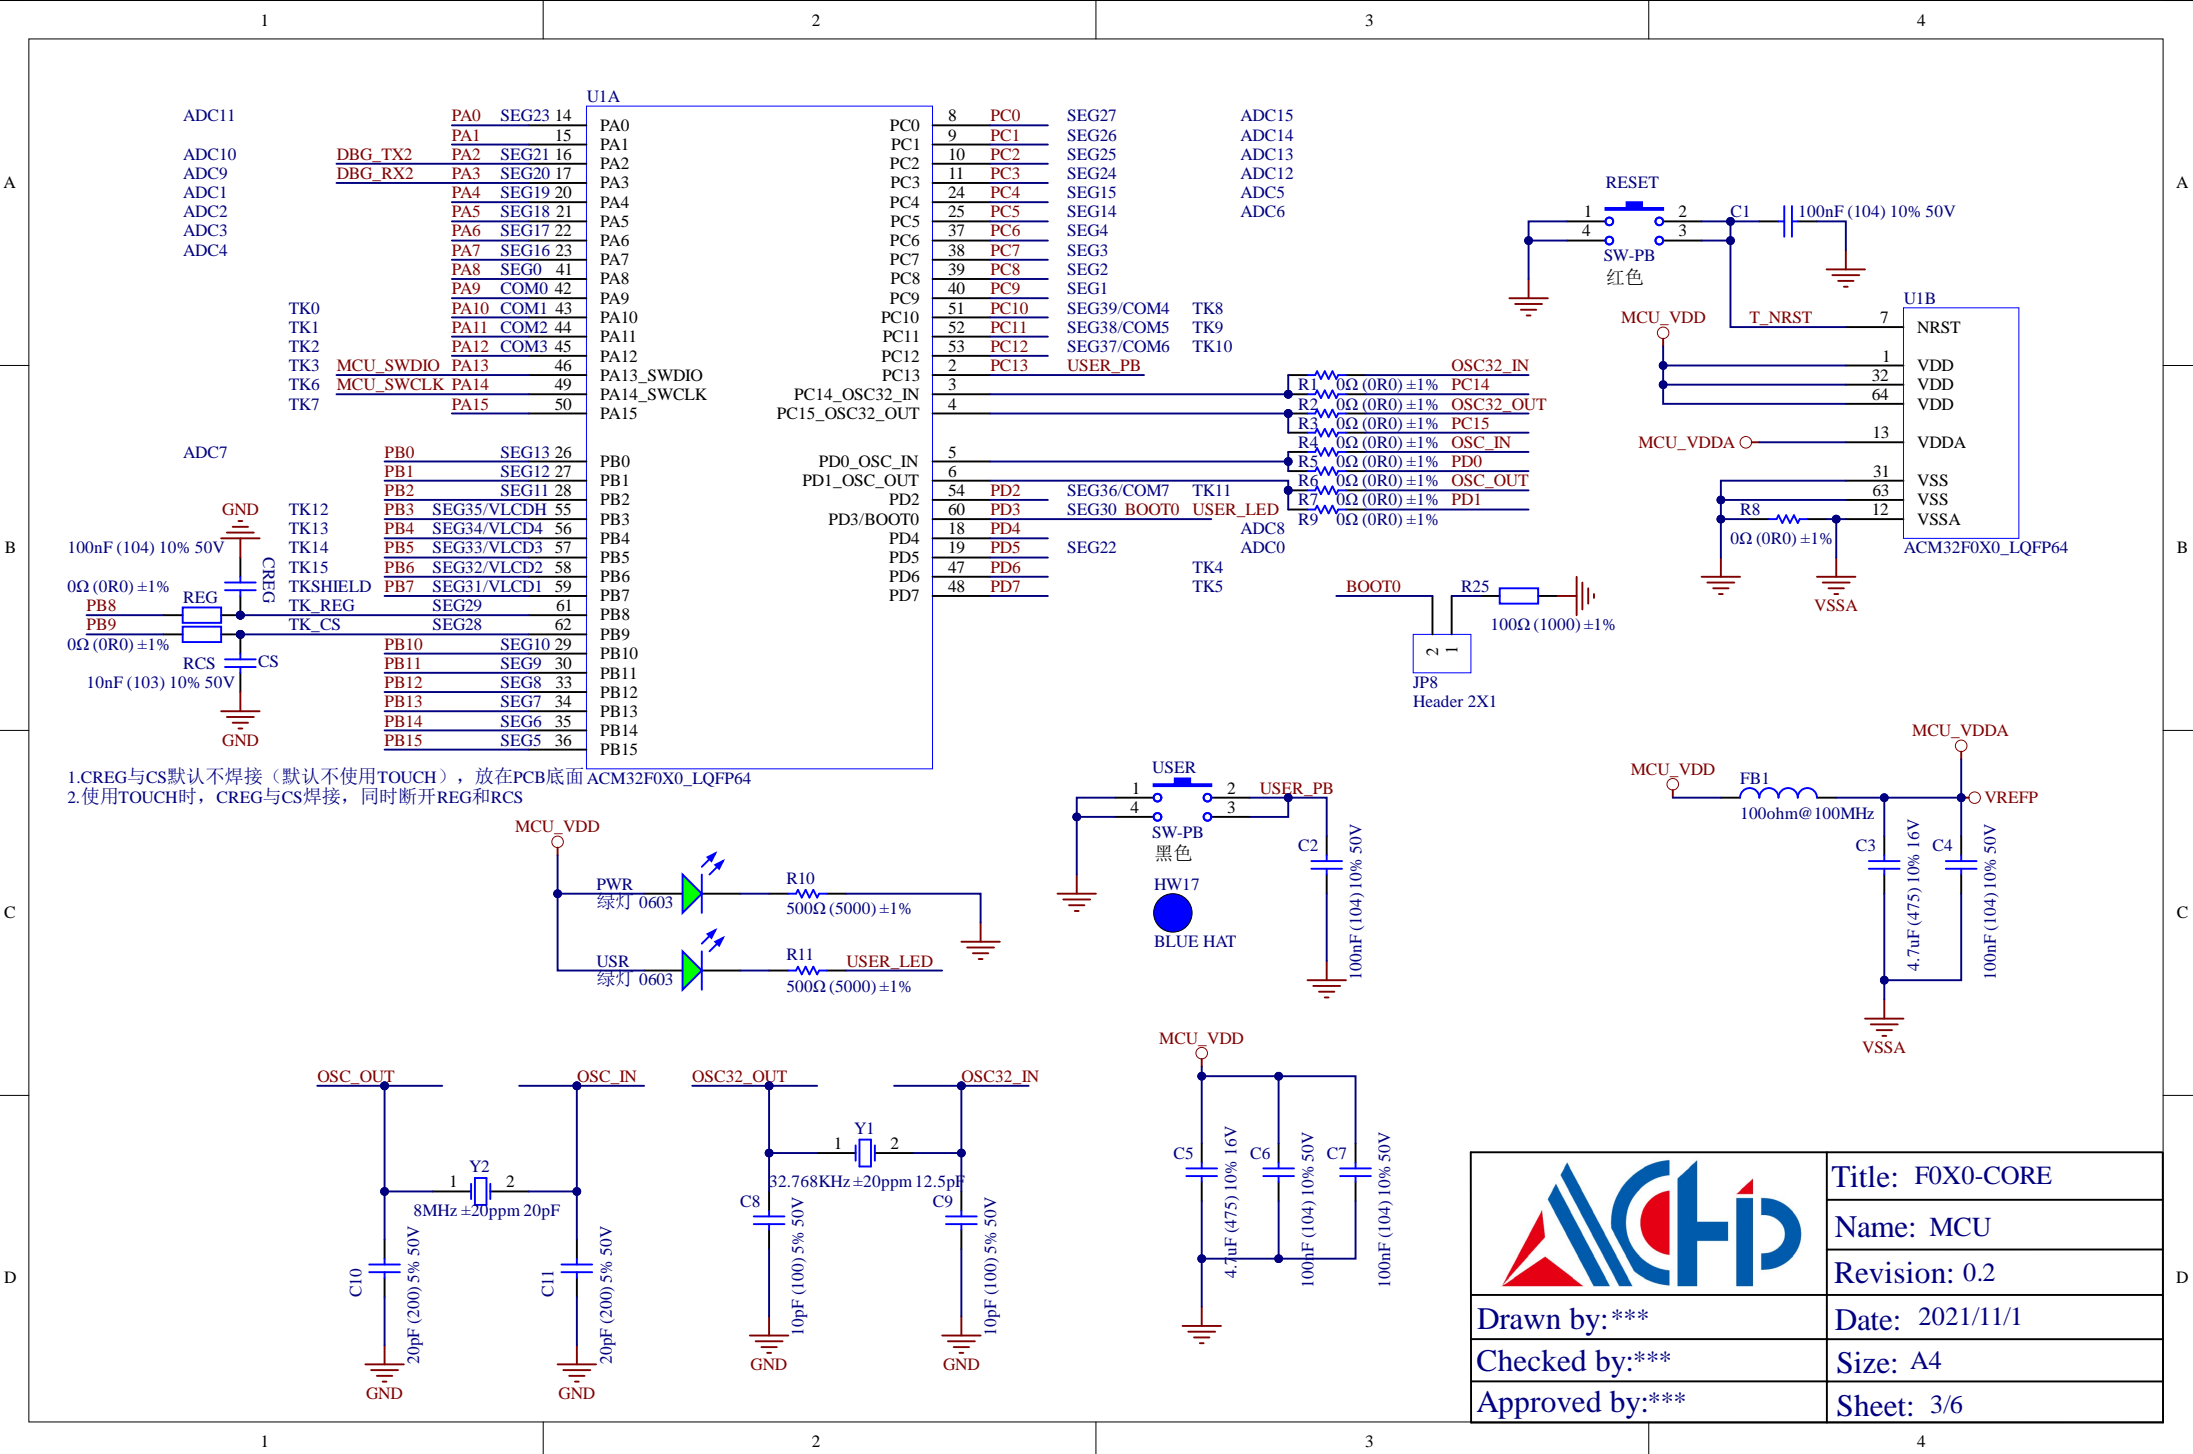 1 2 3 4
U1A
ADC11 PA0 SEG23 14 PA0 PC0 8 PC0 SEG27 ADC15
PA1 15 PA1 PC1 9 PC1 SEG26 ADC14
ADC10 DBG_TX2 PA2 SEG21 16 PA2 PC2 10 PC2 SEG25 ADC13
A ADC9 DBG_RX2 PA3 SEG20 17 PA3 PC3 11 PC3 SEG24 ADC12 A
ADC1 PA4 SEG19 20 PA4 PC4 24 PC4 SEG15 ADC5
ADC2 PA5 SEG18 21 PA5 PC5 25 PC5 SEG14 ADC6
ADC3 PA6 SEG17 22 PA6 PC6 37 PC6 SEG4
ADC4 PA7 SEG16 23 PA7 PC7 38 PC7 SEG3
PA8 SEG0 41 PA8 PC8 39 PC8 SEG2
PA9 COM0 42 PA9 PC9 40 PC9 SEG1
TK0 PA10 COM1 43 PA10 PC10 51 PC10 SEG39/COM4 TK8
TK1 PA11 COM2 44 PA11 PC11 52 PC11 SEG38/COM5 TK9
TK2 PA12 COM3 45 PA12 PC12 53 PC12 SEG37/COM6 TK10
TK3 MCU_SWDIO PA13 46 PA13_SWDIO PC13 2 PC13 USER_PB
TK6 MCU_SWCLK PA14 49 PA14_SWCLK PC14_OSC32_IN 3
TK7 PA15 50 PA15 PC15_OSC32_OUT 4
ADC7 PB0 SEG13 26 PB0 PD0_OSC_IN 5
PB1 SEG12 27 PB1 PD1_OSC_OUT 6
PB2 SEG11 28 PB2 PD2 54 PD2 SEG36/COM7 TK11
TK12 PB3 SEG35/VLCDH 55 PB3 PD3/BOOT0 60 PD3 SEG30 BOOT0 USER_LED
TK13 PB4 SEG34/VLCD4 56 PB4 PD4 18 PD4 ADC8
B TK14 PB5 SEG33/VLCD3 57 PB5 PD5 19 PD5 SEG22 ADC0 B
TK15 PB6 SEG32/VLCD2 58 PB6 PD6 47 PD6 TK4
TKSHIELD PB7 SEG31/VLCD1 59 PB7 PD7 48 PD7 TK5
TK_REG SEG29 61 PB8
TK_CS SEG28 62 PB9
PB10 SEG10 29 PB10
PB11 SEG9 30 PB11
PB12 SEG8 33 PB12
PB13 SEG7 34 PB13
PB14 SEG6 35 PB14
PB15 SEG5 36 PB15
ACM32F0X0_LQFP64
GND
100nF (104) 10% 50V
CREG
0Ω (0R0) ±1%
PB8 REG
PB9
0Ω (0R0) ±1%
RCS CS
10nF (103) 10% 50V
GND
1.CREG与CS默认不焊接（默认不使用TOUCH），放在PCB底面
2.使用TOUCH时，CREG与CS焊接，同时断开REG和RCS
OSC32_IN
R1 0Ω (0R0) ±1% PC14
R2 0Ω (0R0) ±1% OSC32_OUT
R3 0Ω (0R0) ±1% PC15
R4 0Ω (0R0) ±1% OSC_IN
R5 0Ω (0R0) ±1% PD0
R6 0Ω (0R0) ±1% OSC_OUT
R7 0Ω (0R0) ±1% PD1
R9 0Ω (0R0) ±1%
RESET
1 2 C1 100nF (104) 10% 50V
4 3
SW-PB
红色
U1B
MCU_VDD T_NRST 7 NRST
1 VDD
32 VDD
64 VDD
MCU_VDDA 13 VDDA
31 VSS
63 VSS
R8 12 VSSA
0Ω (0R0) ±1%
ACM32F0X0_LQFP64
VSSA
BOOT0 R25
100Ω (1000) ±1%
2 1
JP8
Header 2X1
MCU_VDD
PWR R10
绿灯 0603 500Ω (5000) ±1%
USR R11 USER_LED
绿灯 0603 500Ω (5000) ±1%
USER
1 2 USER_PB
4 3
SW-PB
黑色
C2 100nF (104) 10% 50V
HW17
BLUE HAT
MCU_VDDA
MCU_VDD FB1 VREFP
100ohm@100MHz
C3 4.7uF (475) 10% 16V C4 100nF (104) 10% 50V
VSSA
C C
OSC_OUT OSC_IN
Y2
1 2
8MHz ±20ppm 20pF
C10 20pF (200) 5% 50V C11 20pF (200) 5% 50V
GND GND
OSC32_OUT OSC32_IN
Y1
1 2
32.768KHz ±20ppm 12.5pF
C8 10pF (100) 5% 50V C9 10pF (100) 5% 50V
GND GND
MCU_VDD
C5 4.7uF (475) 10% 16V C6 100nF (104) 10% 50V C7 100nF (104) 10% 50V
D D
ACHIP
Title: F0X0-CORE
Name: MCU
Revision: 0.2
Drawn by:*** Date: 2021/11/1
Checked by:*** Size: A4
Approved by:*** Sheet: 3/6
1 2 3 4